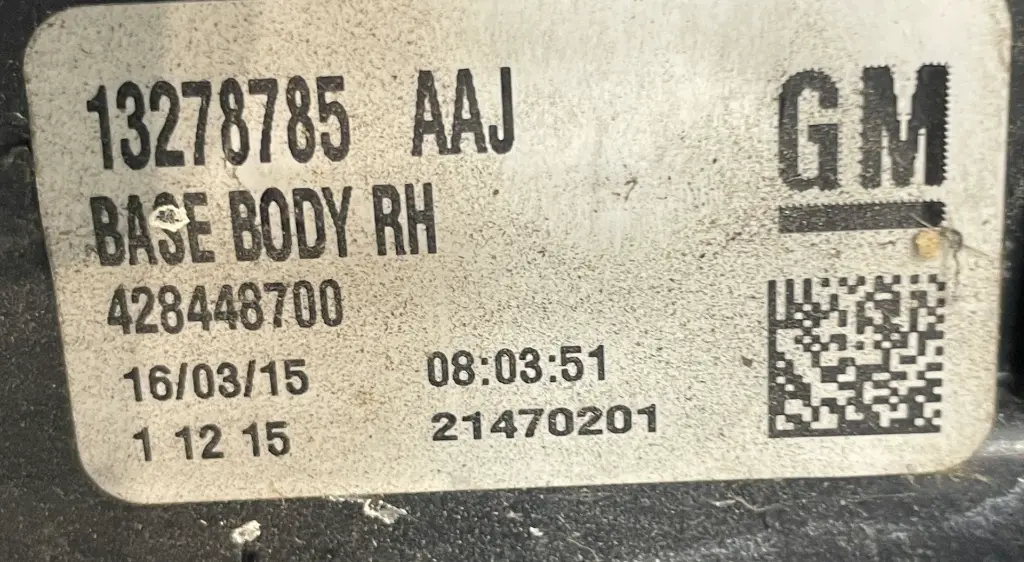 13278785 AAJ
GM
BASE BODY RH
428448700
16/03/15 08:03:51
1 12 15 21470201